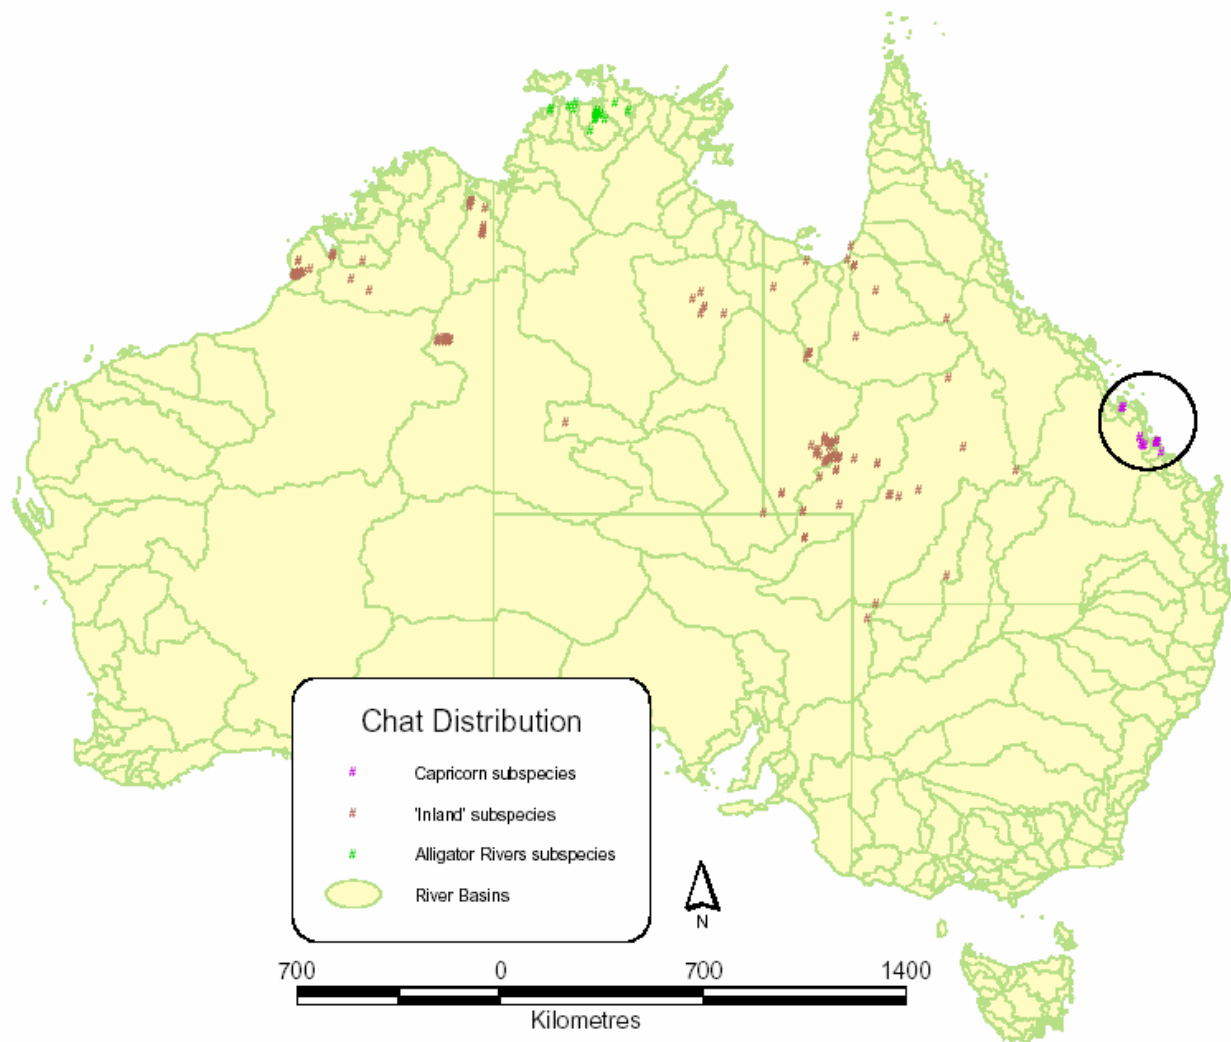 Chat Distribution
# Capricorn subspecies
# 'Inland' subspecies
# Alligator Rivers subspecies
River Basins
N
700 0 700 1400
Kilometres